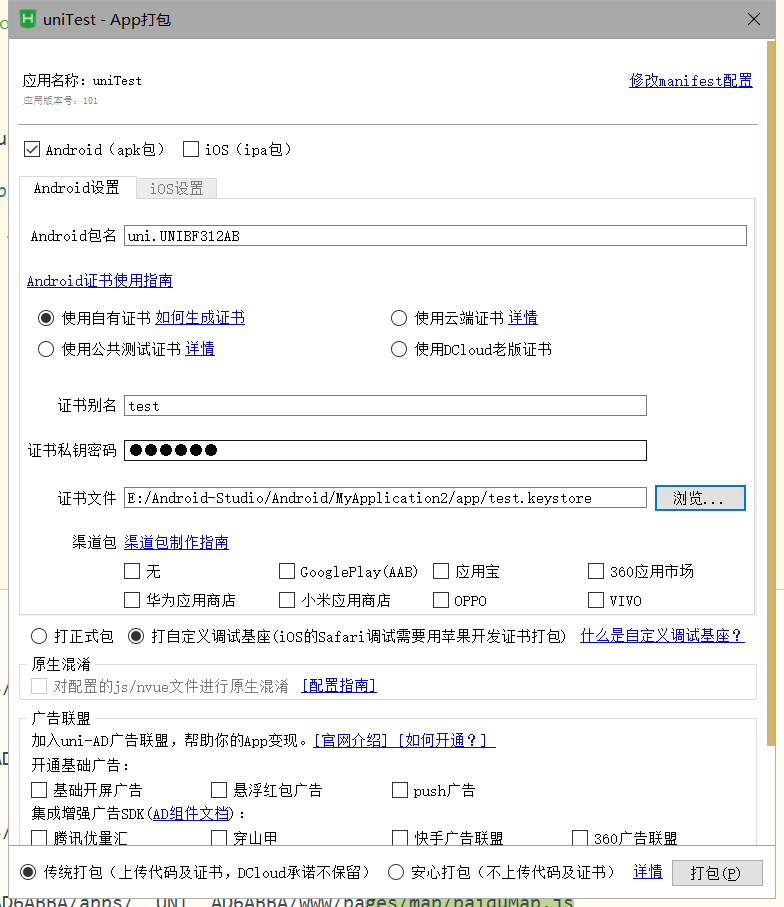 uniTest - App打包
应用名称：uniTest 修改manifest配置
应用版本号：101
Android（apk包） iOS（ipa包）
Android设置 iOS设置
Android包名 uni.UNIBF312AB
Android证书使用指南
使用自有证书 如何生成证书 使用云端证书 详情
使用公共测试证书 详情 使用DCloud老版证书
证书别名 test
证书私钥密码 ●●●●●●
证书文件 E:/Android-Studio/Android/MyApplication2/app/test.keystore 浏览...
渠道包 渠道包制作指南
无 GooglePlay(AAB) 应用宝 360应用市场
华为应用商店 小米应用商店 OPPO VIVO
打正式包 打自定义调试基座(iOS的Safari调试需要用苹果开发证书打包) 什么是自定义调试基座？
原生混淆
对配置的js/nvue文件进行原生混淆 [配置指南]
广告联盟
加入uni-AD广告联盟，帮助你的App变现。[官网介绍] [如何开通？]
开通基础广告：
基础开屏广告 悬浮红包广告 push广告
集成增强广告SDK(AD组件文档)：
腾讯优量汇 穿山甲 快手广告联盟 360广告联盟
传统打包（上传代码及证书，DCloud承诺不保留） 安心打包（不上传代码及证书） 详情 打包(P)